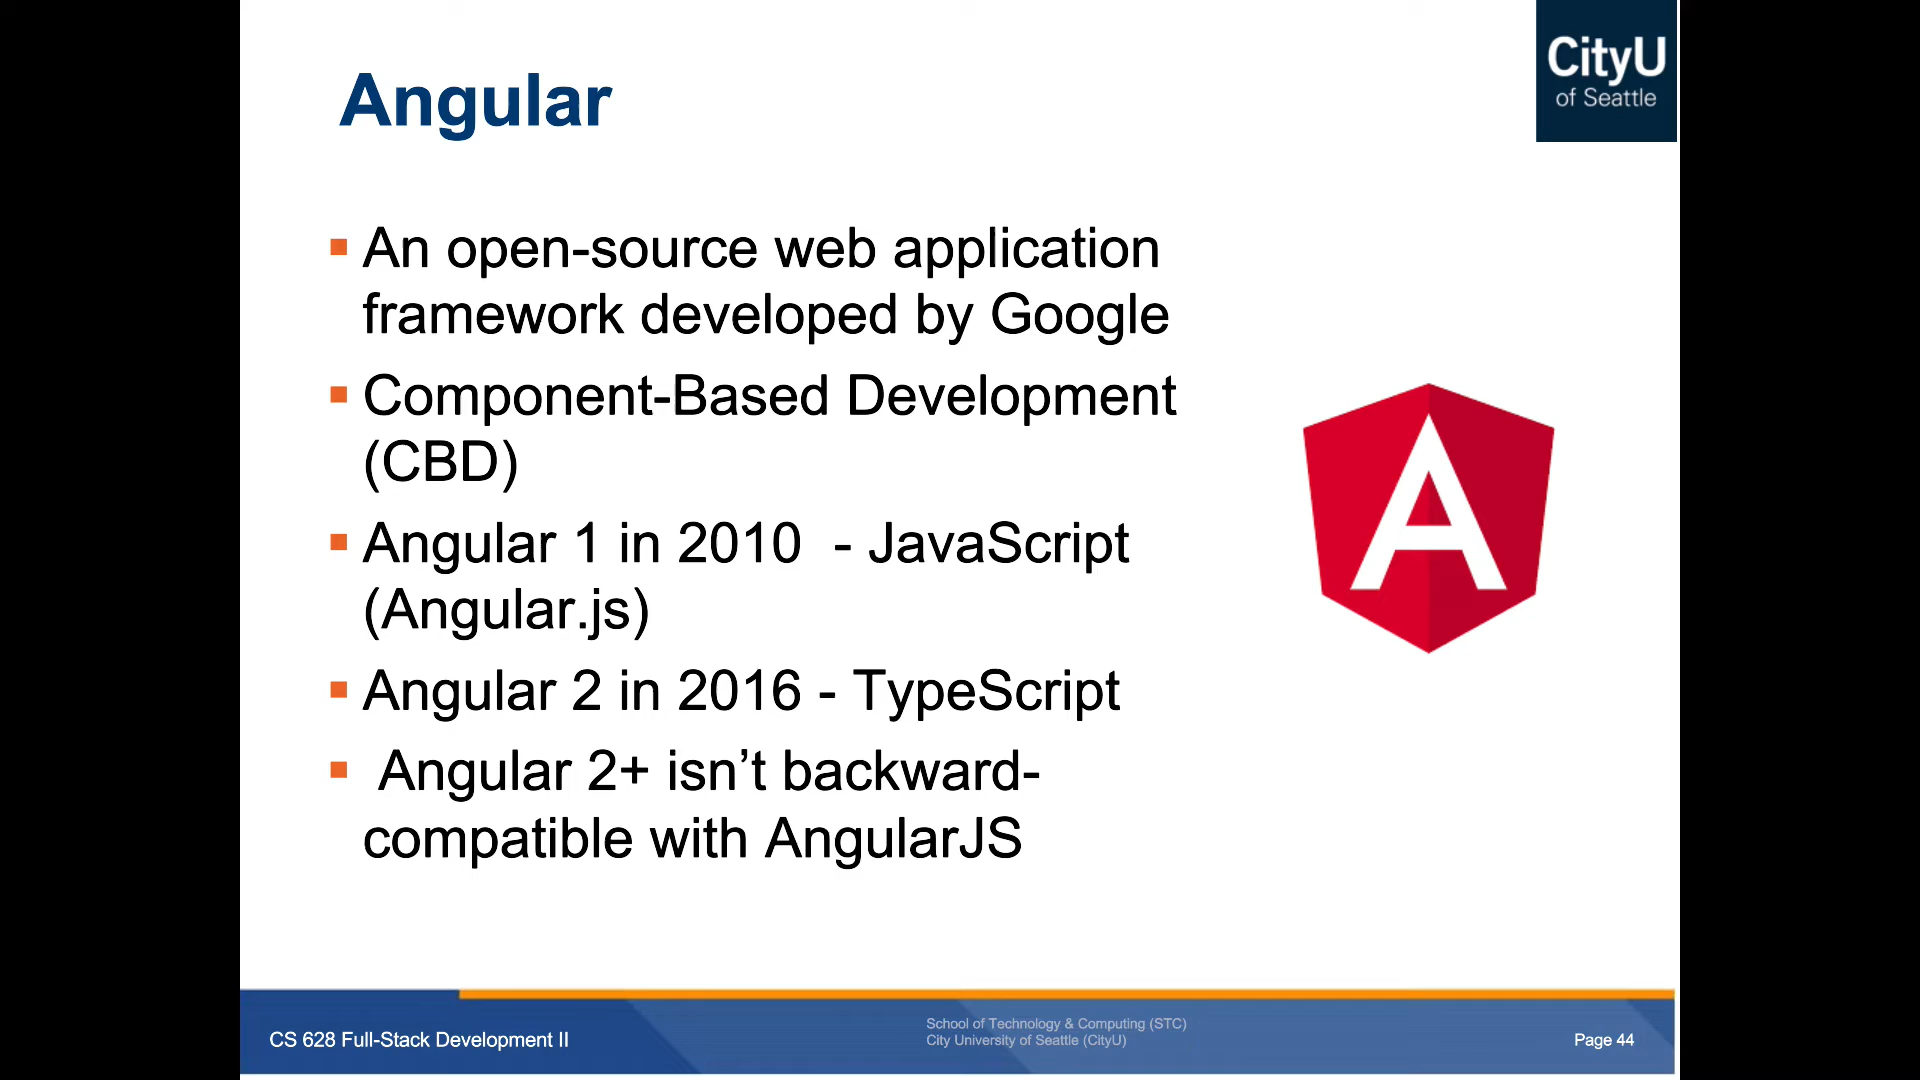 CityU
of Seattle
Angular
An open-source web application
framework developed by Google
Component-Based Development
(CBD)
Angular 1 in 2010  - JavaScript
(Angular.js)
Angular 2 in 2016 - TypeScript
Angular 2+ isn’t backward-
compatible with AngularJS
A
CS 628 Full-Stack Development II
School of Technology & Computing (STC)
City University of Seattle (CityU)
Page 44